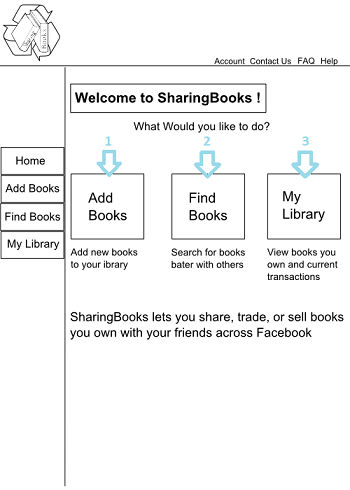 Sharing Books
Account Contact Us FAQ Help
Welcome to SharingBooks !
What Would you like to do?
1 2 3
Home
Add Books
Find Books
My Library
Add
Books
Find
Books
My
Library
Add new books
to your ibrary
Search for books
bater with others
View books you
own and current
transactions
SharingBooks lets you share, trade, or sell books
you own with your friends across Facebook